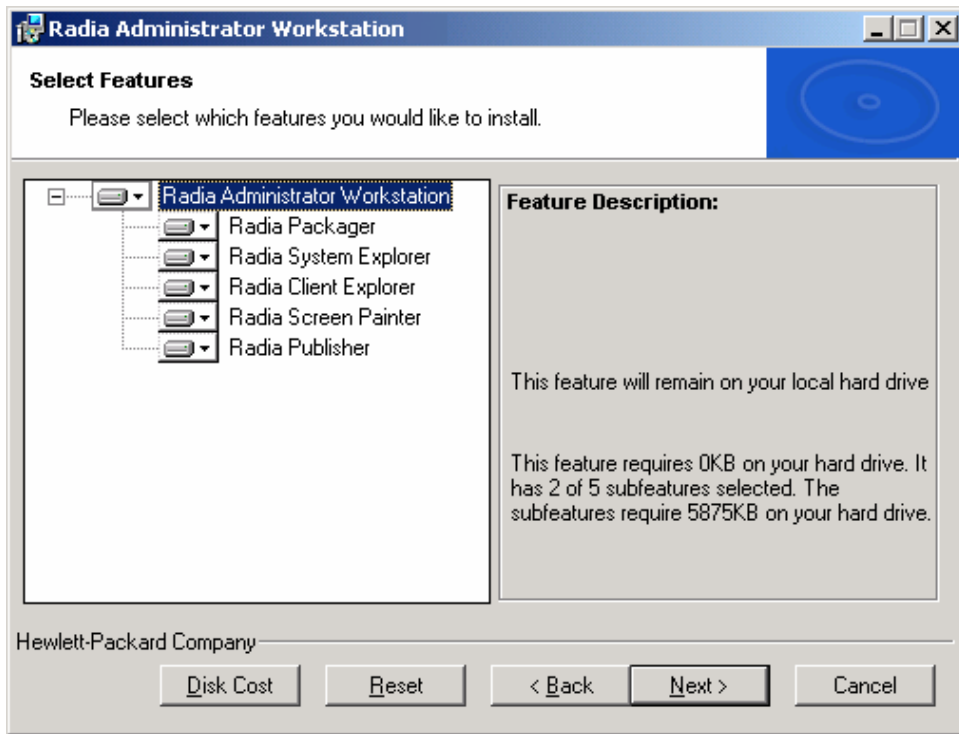 Radia Administrator Workstation
Select Features
Please select which features you would like to install.
Radia Administrator Workstation
Radia Packager
Radia System Explorer
Radia Client Explorer
Radia Screen Painter
Radia Publisher
Feature Description:
This feature will remain on your local hard drive
This feature requires 0KB on your hard drive. It
has 2 of 5 subfeatures selected. The
subfeatures require 5875KB on your hard drive.
Hewlett-Packard Company
Disk Cost
Reset
< Back
Next >
Cancel